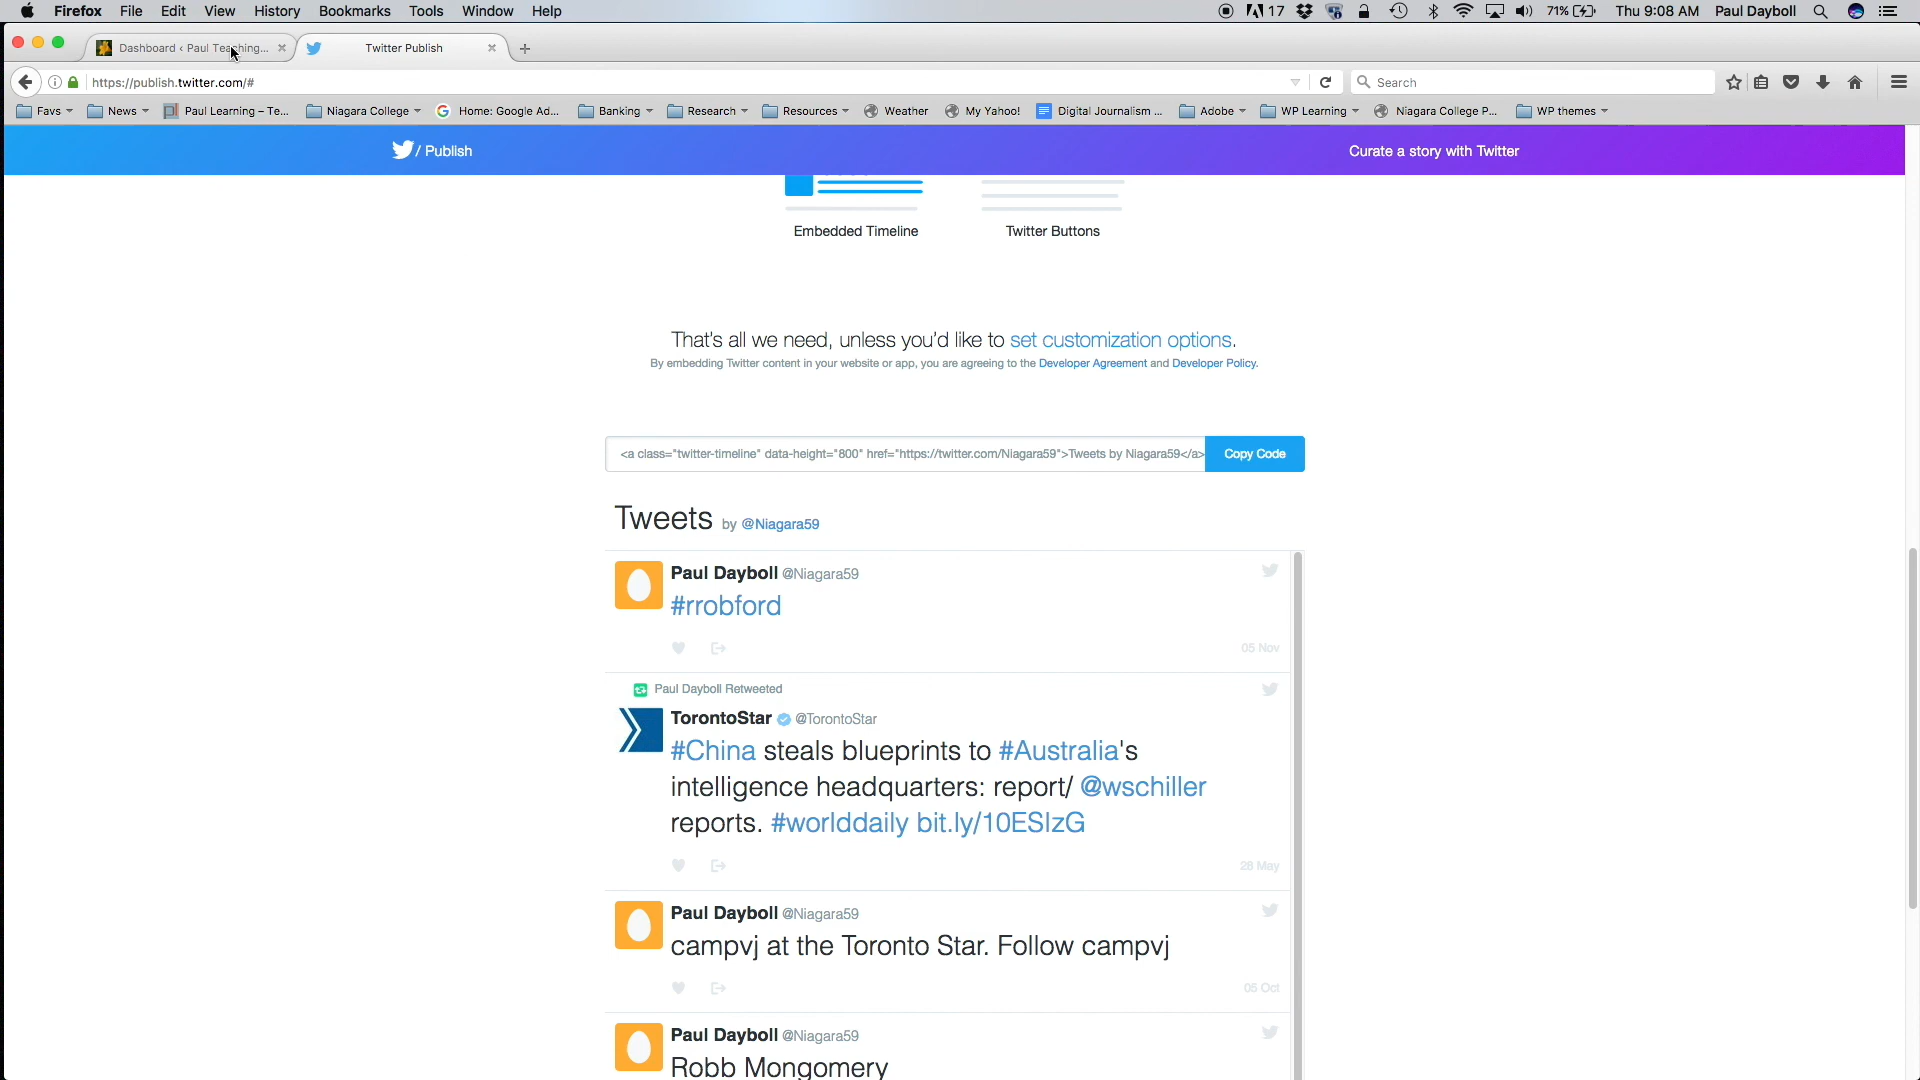 Firefox File Edit View History Bookmarks Tools Window Help 17 71% Thu 9:08 AM Paul Dayboll
Dashboard ‹ Paul Teaching... Twitter Publish
https://publish.twitter.com/# Search
Favs News Paul Learning – Te... Niagara College Home: Google Ad... Banking Research Resources Weather My Yahoo! Digital Journalism ... Adobe WP Learning Niagara College P... WP themes
/ Publish Curate a story with Twitter
Embedded Timeline Twitter Buttons
That's all we need, unless you'd like to set customization options.
By embedding Twitter content in your website or app, you are agreeing to the Developer Agreement and Developer Policy.
<a class="twitter-timeline" data-height="800" href="https://twitter.com/Niagara59">Tweets by Niagara59</a> Copy Code
Tweets by @Niagara59
Paul Dayboll @Niagara59
#rrobford
05 Nov
Paul Dayboll Retweeted
TorontoStar @TorontoStar
#China steals blueprints to #Australia's
intelligence headquarters: report/ @wschiller
reports. #worlddaily bit.ly/10ESIzG
28 May
Paul Dayboll @Niagara59
campvj at the Toronto Star. Follow campvj
05 Oct
Paul Dayboll @Niagara59
Robb Mongomery